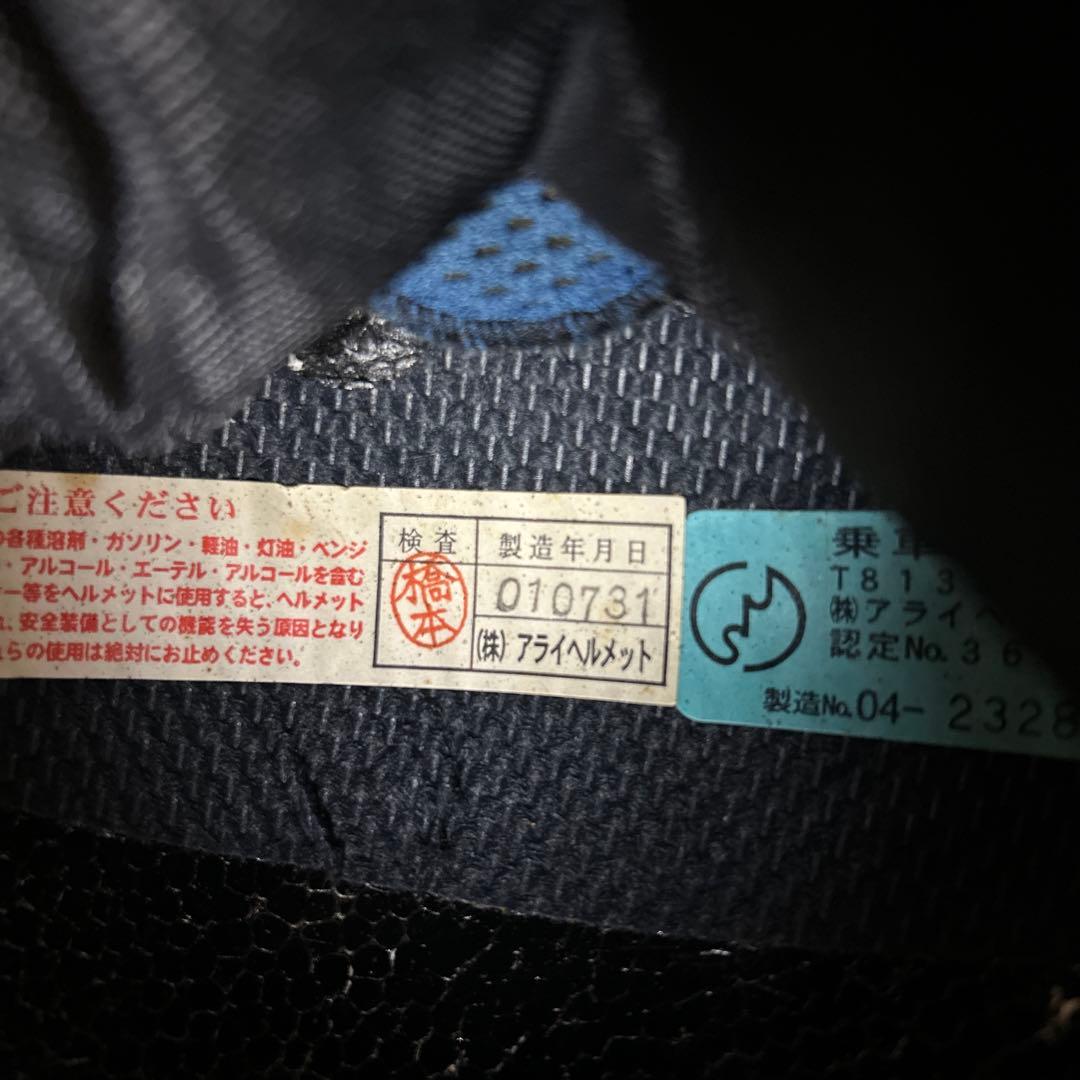 ご注意ください
の各種溶剤・ガソリン・軽油・灯油・ベンジ
・アルコール・エーテル・アルコールを含む
ー等をヘルメットに使用すると、ヘルメット
れ、安全装備としての機能を失う原因となり
らの使用は絶対にお止めください。
検査
橋本
製造年月日
010731
(株)アライヘルメット
乗車
T813
(株)アライヘ
認定No.36
製造No.04-2328